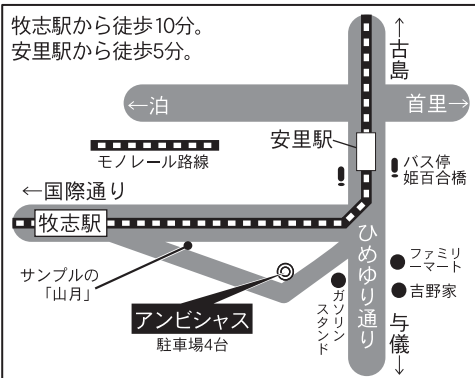 牧志駅から徒歩10分。
安里駅から徒歩5分。
←古島
←泊
首里→
安里駅
モノレール路線
バス停
姫百合橋
←国際通り
牧志駅
ひめゆり通り
サンプルの
「山月」
ファミリ
ーマート
吉野家
ガソリン
スタンド
アンビシャス
駐車場4台
与儀→